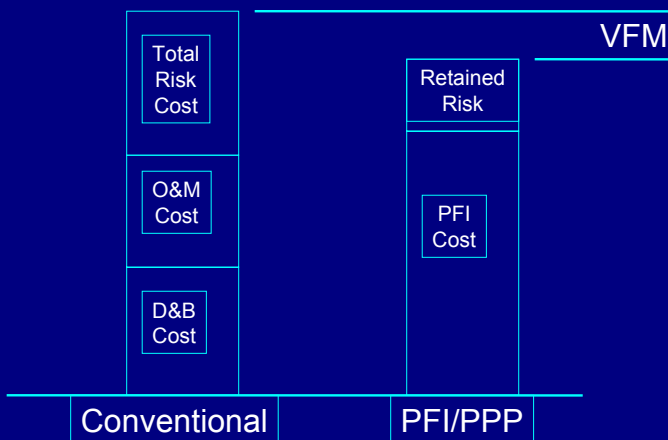 VFM
Total
Risk
Cost
Retained
Risk
O&M
Cost
PFI
Cost
D&B
Cost
Conventional
PFI/PPP